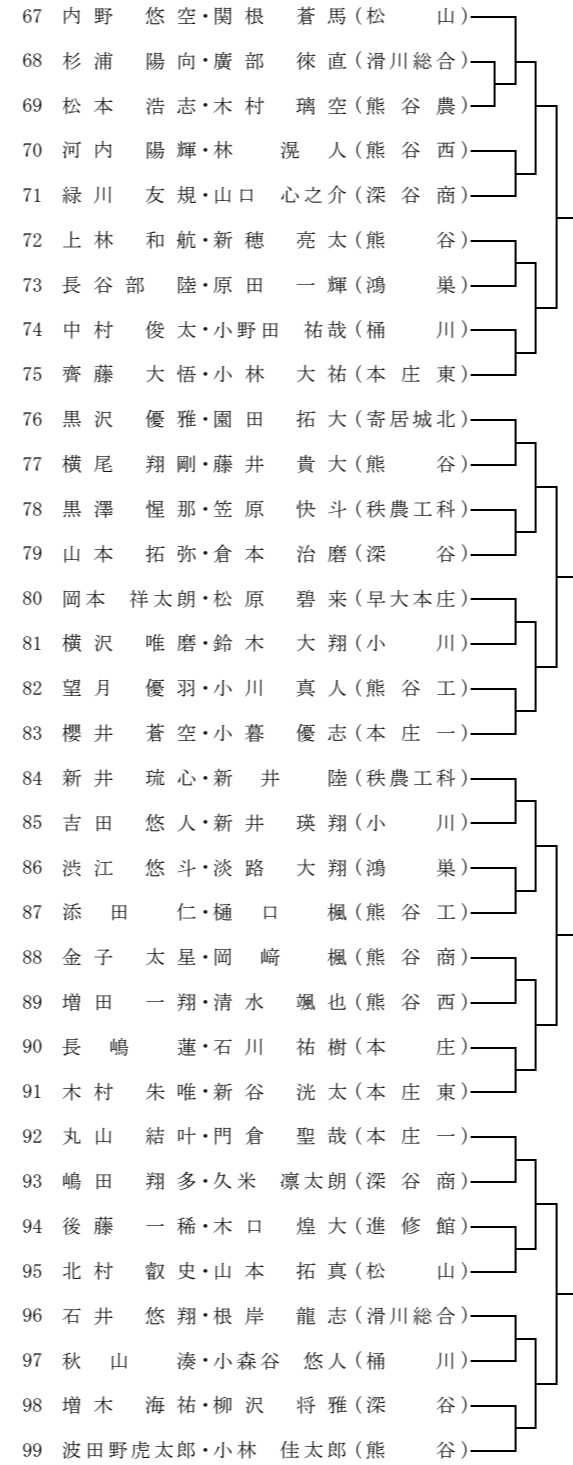 67 内野 悠空・関根 蒼馬(松山)
68 杉浦 陽向・廣部 徠直(滑川総合)
69 松本 浩志・木村 璃空(熊谷農)
70 河内 陽輝・林 滉人(熊谷西)
71 緑川 友規・山口 心之介(深谷商)
72 上林 和航・新穂 亮太(熊谷)
73 長谷部 陸・原田 一輝(鴻巣)
74 中村 俊太・小野田 祐哉(桶川)
75 齊藤 大悟・小林 大祐(本庄東)
76 黒沢 優雅・園田 拓大(寄居城北)
77 横尾 翔剛・藤井 貴大(熊谷)
78 黒澤 惺那・笠原 快斗(秩農工科)
79 山本 拓弥・倉本 治磨(深谷)
80 岡本 祥太朗・松原 碧来(早大本庄)
81 横沢 唯磨・鈴木 大翔(小川)
82 望月 優羽・小川 真人(熊谷工)
83 櫻井 蒼空・小暮 優志(本庄一)
84 新井 琉心・新井 陸(秩農工科)
85 吉田 悠人・新井 瑛翔(小川)
86 渋江 悠斗・淡路 大翔(鴻巣)
87 添田 仁・樋口 楓(熊谷工)
88 金子 太星・岡﨑 楓(熊谷商)
89 増田 一翔・清水 颯也(熊谷西)
90 長嶋 蓮・石川 祐樹(本庄)
91 木村 朱唯・新谷 洸太(本庄東)
92 丸山 結叶・門倉 聖哉(本庄一)
93 嶋田 翔多・久米 凛太朗(深谷商)
94 後藤 一稀・木口 煌大(進修館)
95 北村 叡史・山本 拓真(松山)
96 石井 悠翔・根岸 龍志(滑川総合)
97 秋山 湊・小森谷 悠人(桶川)
98 増木 海祐・柳沢 将雅(深谷)
99 波田野虎太郎・小林 佳太郎(熊谷)